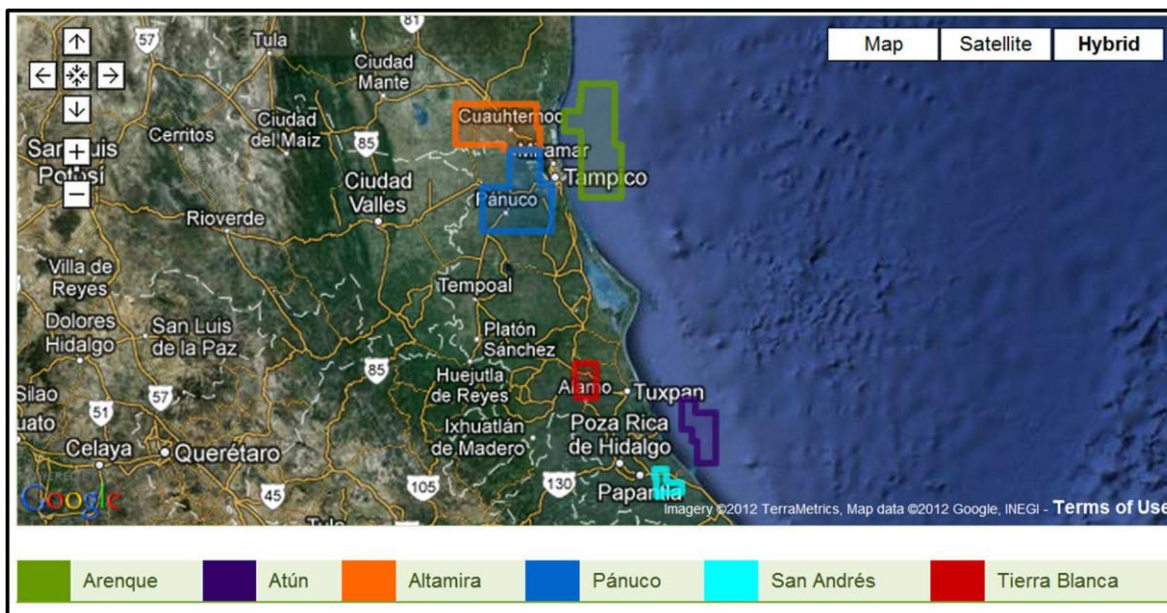 81
57
Tula
Ciudad
Mante
Map
Satellite
Hybrid
Cuauhtemoc
Cerritos
Ciudad
del Maíz
85
San Luis
Potosí
Miramar
Tampico
Ciudad
Valles
Pánuco
Rioverde
Villa de
Reyes
Tempoal
Dolores
Hidalgo
San Luis
de la Paz
Platón
Sánchez
85
Huejutla
de Reyes
Alamo
Tuxpan
Silao
57
51
Ixhuatlán
de Madero
Poza Rica
de Hidalgo
Celaya
Querétaro
Papantla
45
105
130
Google
Imagery ©2012 TerraMetrics, Map data ©2012 Google, INEGI - Terms of Use
Arenque
Atún
Altamira
Pánuco
San Andrés
Tierra Blanca